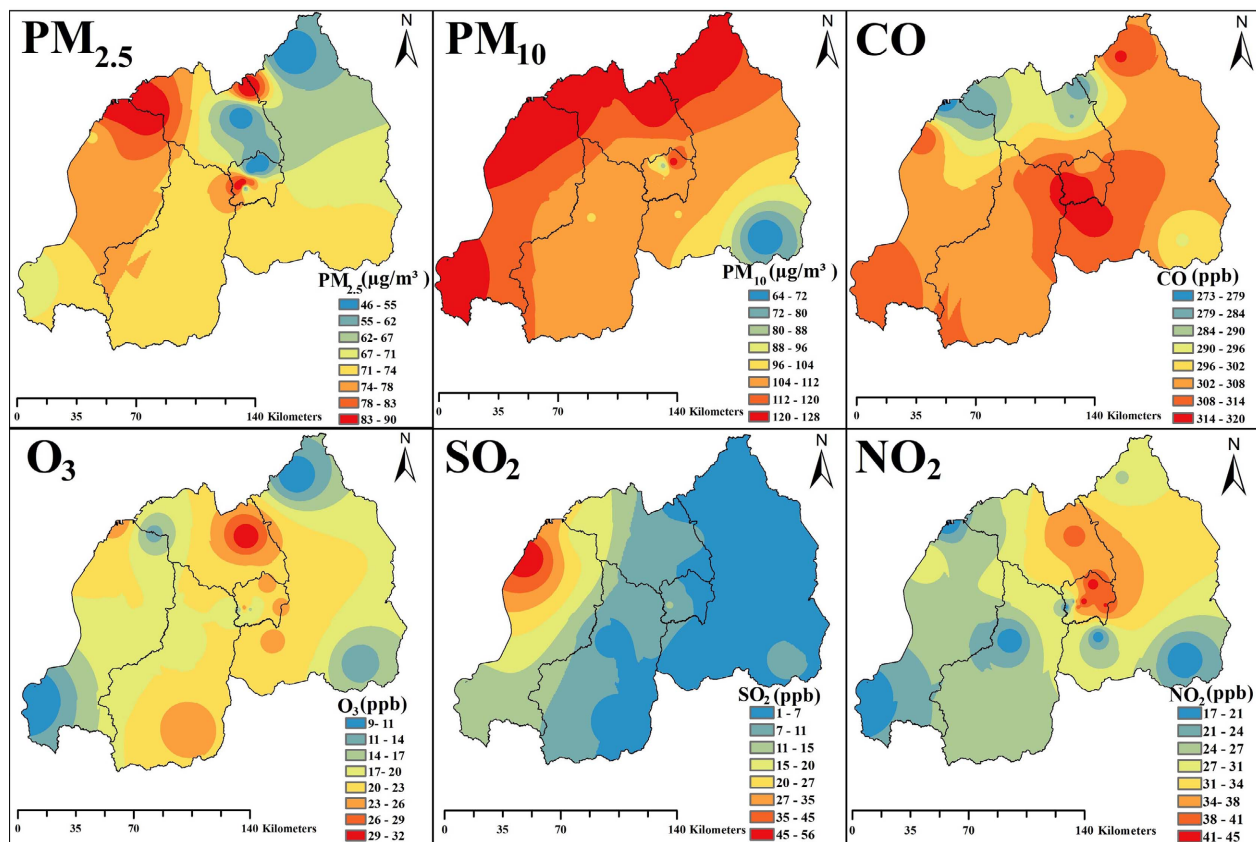 PM2.5
N
PM2.5(µg/m³ )
46 - 55
55 - 62
62- 67
67 - 71
71 - 74
74 - 78
78 - 83
83 - 90
0 35 70 140 Kilometers
PM10
N
PM10 (µg/m³ )
64 - 72
72 - 80
80 - 88
88 - 96
96 - 104
104 - 112
112 - 120
120 - 128
0 35 70 140 Kilometers
CO
N
CO (ppb)
273 - 279
279 - 284
284 - 290
290 - 296
296 - 302
302 - 308
308 - 314
314 - 320
0 35 70 140 Kilometers
O3
N
O3 (ppb)
9- 11
11 - 14
14 - 17
17- 20
20 - 23
23 - 26
26 - 29
29 - 32
0 35 70 140 Kilometers
SO2
N
SO2 (ppb)
1 - 7
7 - 11
11 - 15
15 - 20
20 - 27
27 - 35
35 - 45
45 - 56
0 35 70 140 Kilometers
NO2
N
NO2 (ppb)
17 - 21
21 - 24
24 - 27
27 - 31
31 - 34
34- 38
38 - 41
41- 45
0 35 70 140 Kilometers